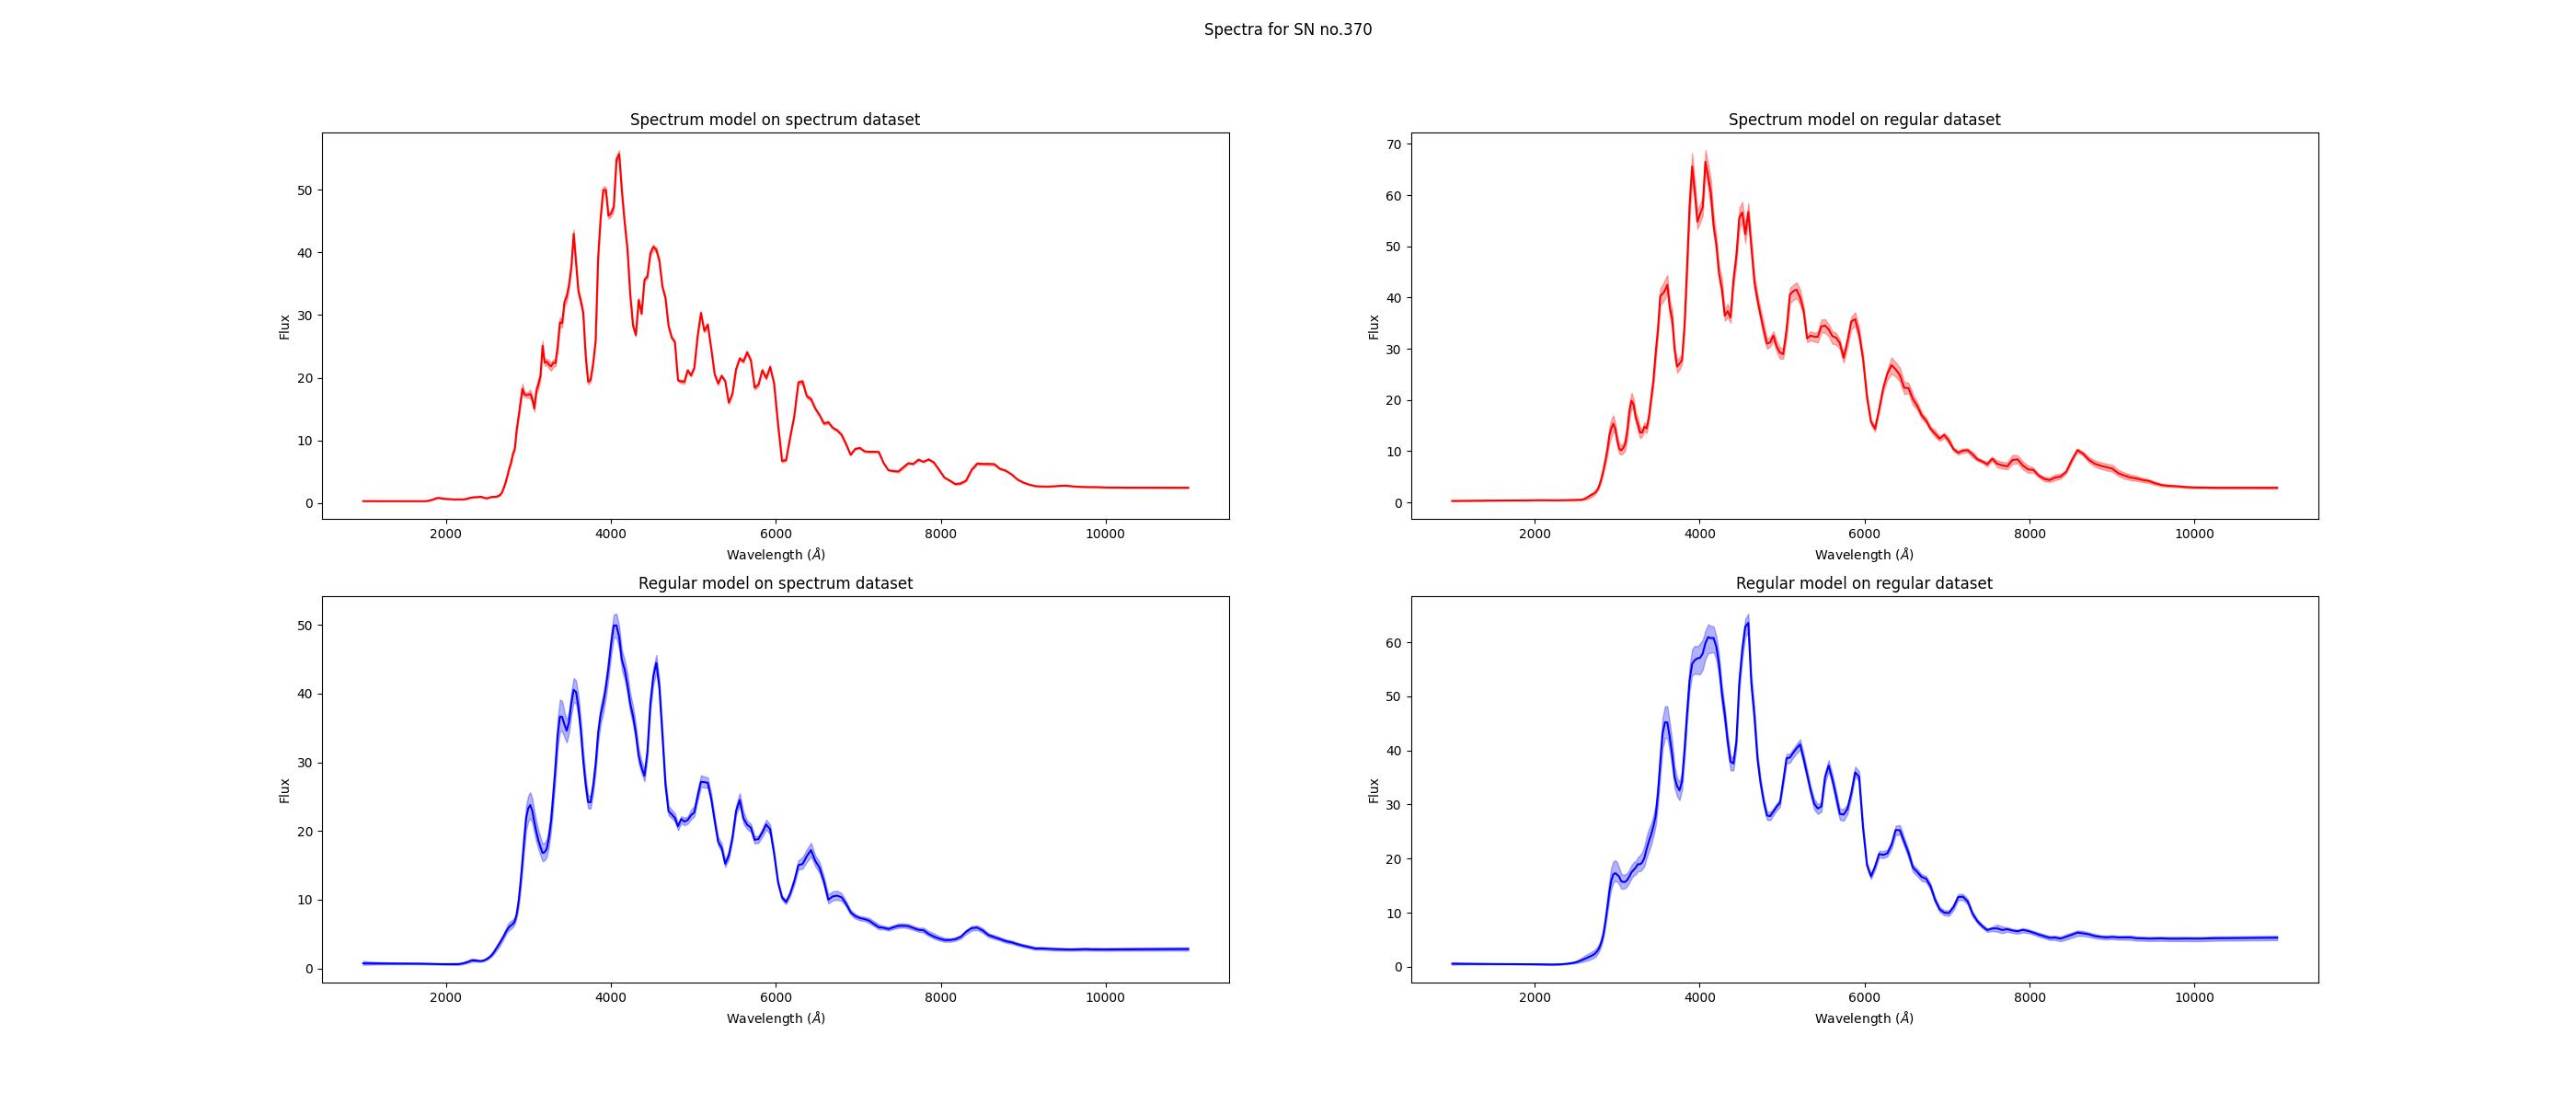 Spectra for SN no.370
Spectrum model on spectrum dataset
50
40
30
20
10
0
Flux
2000 4000 6000 8000 10000
Wavelength (Å)
Spectrum model on regular dataset
70
60
50
40
30
20
10
0
Flux
2000 4000 6000 8000 10000
Wavelength (Å)
Regular model on spectrum dataset
50
40
30
20
10
0
Flux
2000 4000 6000 8000 10000
Wavelength (Å)
Regular model on regular dataset
60
50
40
30
20
10
0
Flux
2000 4000 6000 8000 10000
Wavelength (Å)